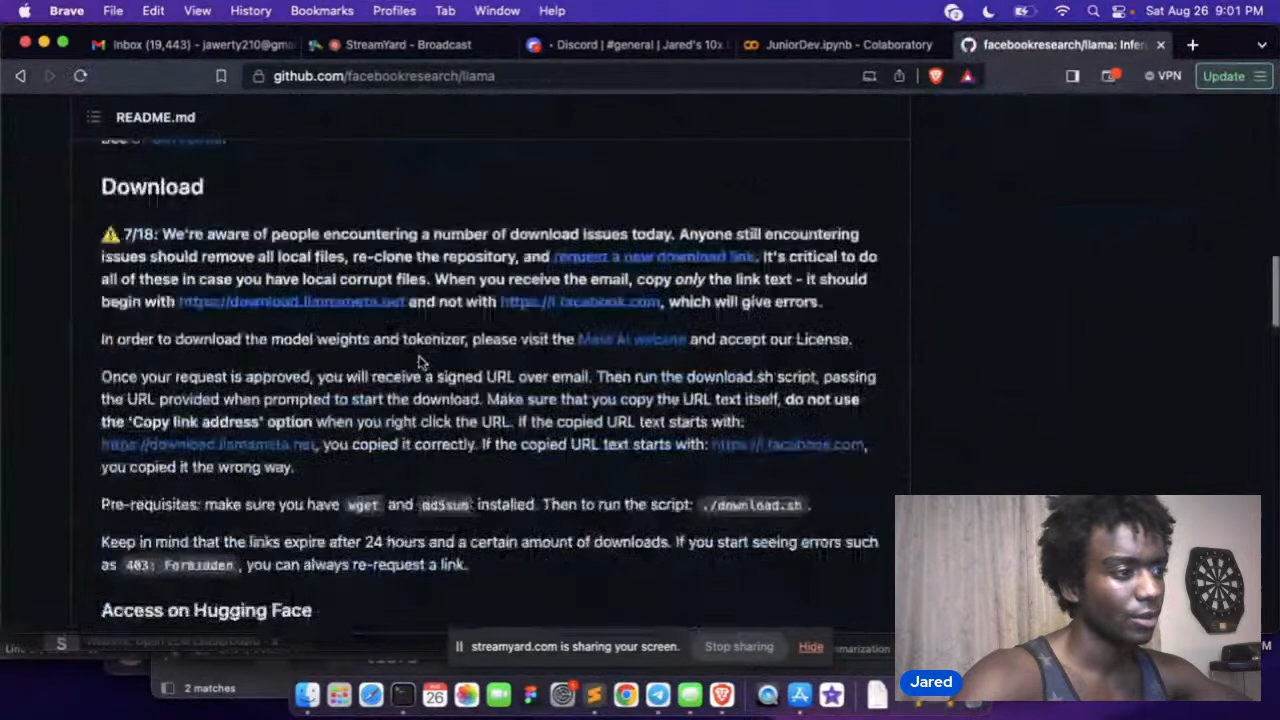 Brave File Edit View History Bookmarks Profiles Tab Window Help Sat Aug 26 9:01 PM
Inbox (19,443) - jawerty210@gm StreamYard - Broadcast • Discord | #general | Jared's 10x JuniorDev.ipynb - Colaboratory facebookresearch/llama: Infer
github.com/facebookresearch/llama VPN Update
README.md
Download
⚠ 7/18: We're aware of people encountering a number of download issues today. Anyone still encountering
issues should remove all local files, re-clone the repository, and request a new download link. It's critical to do
all of these in case you have local corrupt files. When you receive the email, copy only the link text - it should
begin with https://download.llamameta.net and not with https://l.facebook.com, which will give errors.
In order to download the model weights and tokenizer, please visit the Meta AI website and accept our License.
Once your request is approved, you will receive a signed URL over email. Then run the download.sh script, passing
the URL provided when prompted to start the download. Make sure that you copy the URL text itself, do not use
the 'Copy link address' option when you right click the URL. If the copied URL text starts with:
https://download.llamameta.net, you copied it correctly. If the copied URL text starts with: https://l.facebook.com,
you copied it the wrong way.
Pre-requisites: make sure you have wget and md5sum installed. Then to run the script: ./download.sh.
Keep in mind that the links expire after 24 hours and a certain amount of downloads. If you start seeing errors such
as 403: Forbidden, you can always re-request a link.
Access on Hugging Face
streamyard.com is sharing your screen. Stop sharing Hide
2 matches
Jared